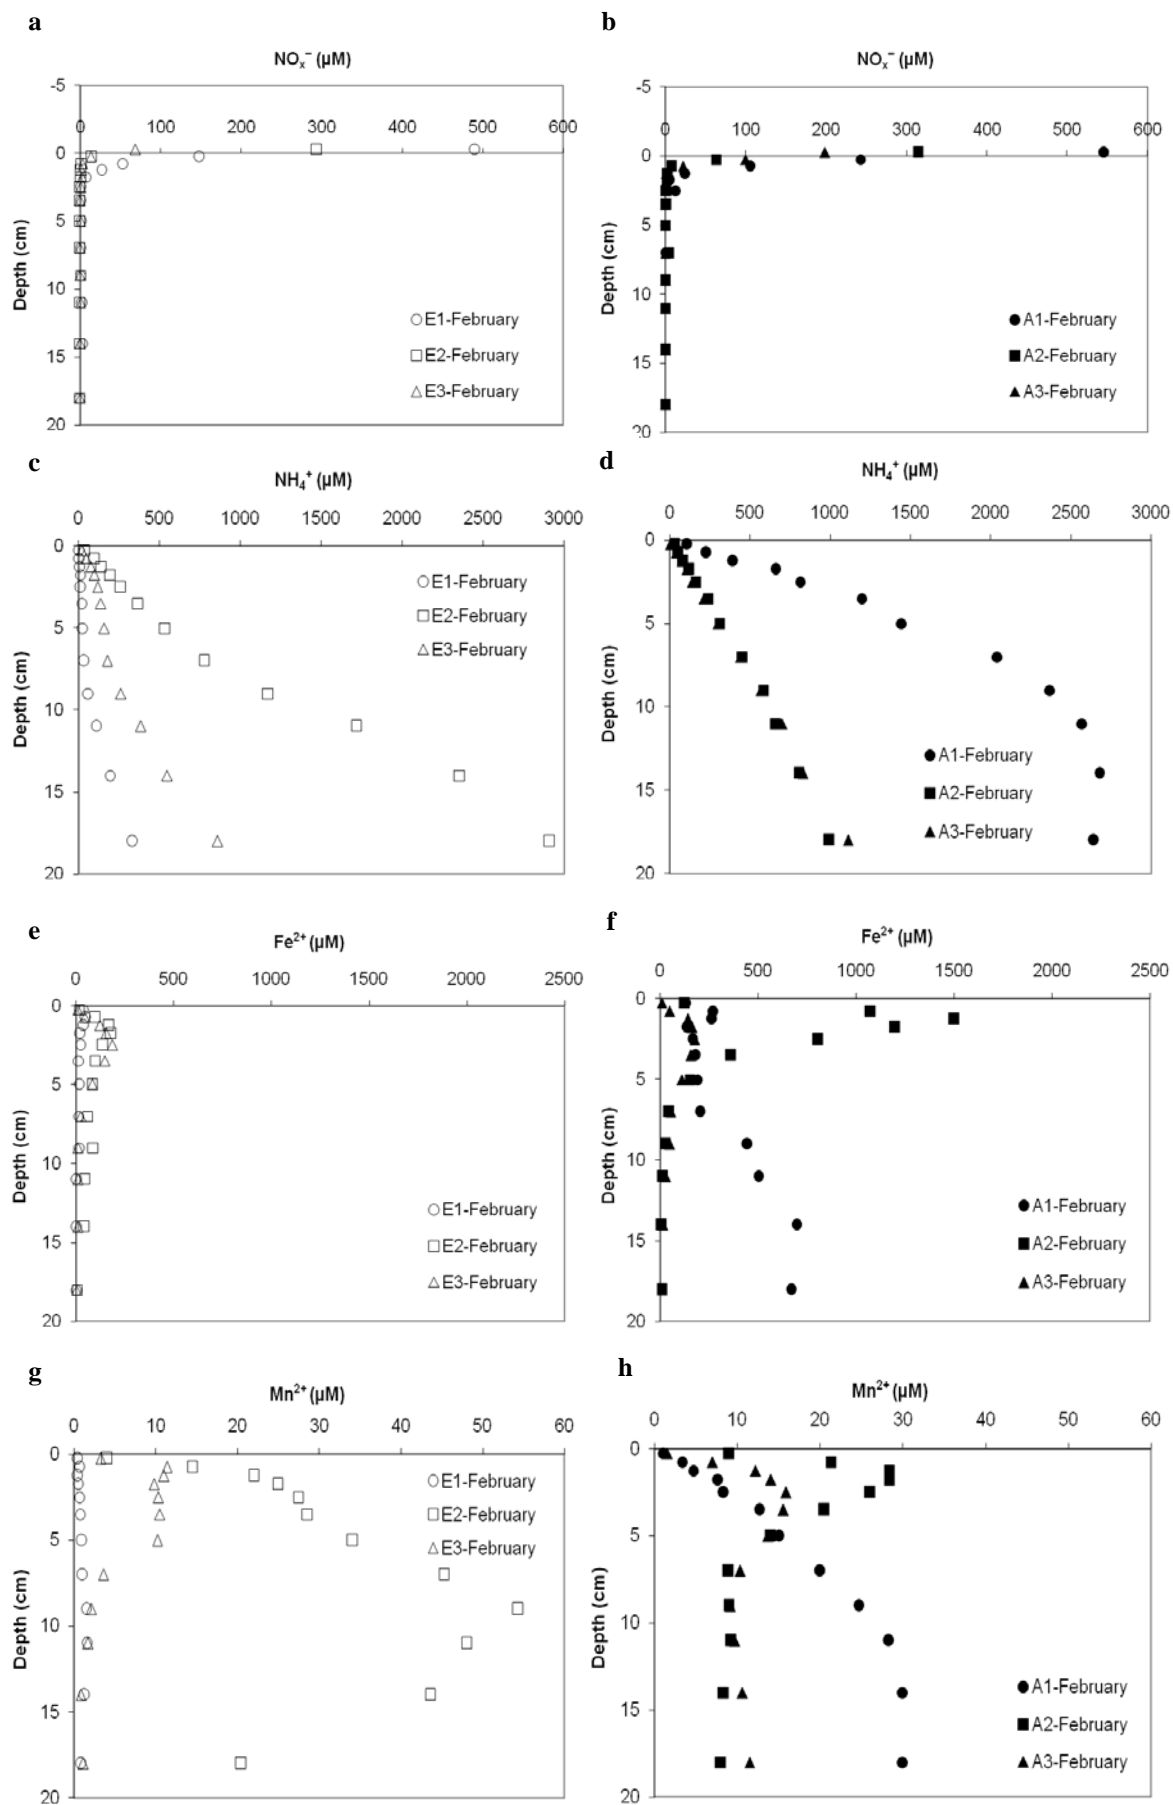 a
NOₓ⁻ (µM)
-5
0 100 200 300 400 500 600
0
5
10
15
20
Depth (cm)
E1-February
E2-February
E3-February
b
NOₓ⁻ (µM)
-5
0 100 200 300 400 500 600
0
5
10
15
20
Depth (cm)
A1-February
A2-February
A3-February
c
NH₄⁺ (µM)
0 500 1000 1500 2000 2500 3000
0
5
10
15
20
Depth (cm)
E1-February
E2-February
E3-February
d
NH₄⁺ (µM)
0 500 1000 1500 2000 2500 3000
0
5
10
15
20
Depth (cm)
A1-February
A2-February
A3-February
e
Fe²⁺ (µM)
0 500 1000 1500 2000 2500
0
5
10
15
20
Depth (cm)
E1-February
E2-February
E3-February
f
Fe²⁺ (µM)
0 500 1000 1500 2000 2500
0
5
10
15
20
Depth (cm)
A1-February
A2-February
A3-February
g
Mn²⁺ (µM)
0 10 20 30 40 50 60
0
5
10
15
20
Depth (cm)
E1-February
E2-February
E3-February
h
Mn²⁺ (µM)
0 10 20 30 40 50 60
0
5
10
15
20
Depth (cm)
A1-February
A2-February
A3-February